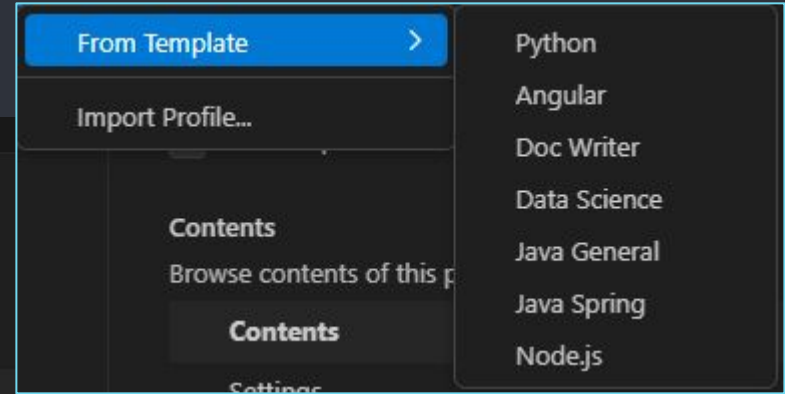 From Template
Import Profile...
Python
Angular
Doc Writer
Data Science
Java General
Java Spring
Node.js
Contents
Browse contents of this
Contents
Settings